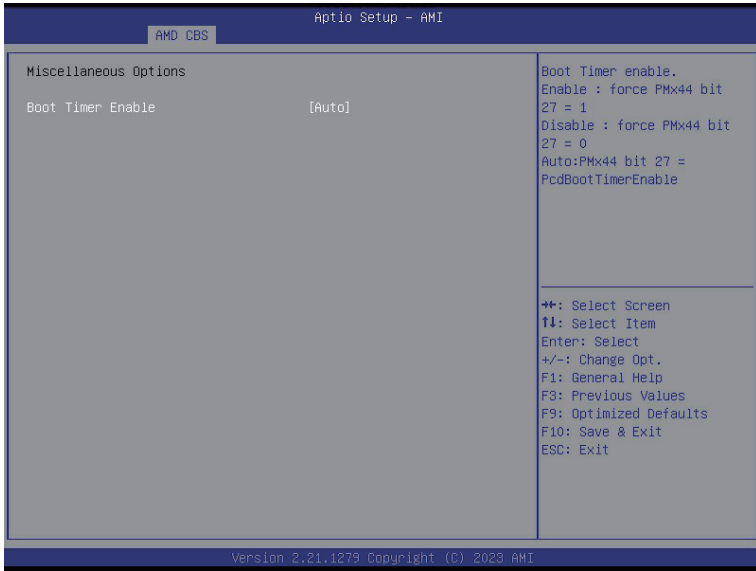 Aptio Setup – AMI
AMD CBS
Miscellaneous Options
Boot Timer Enable [Auto]
Boot Timer enable.
Enable : force PMx44 bit
27 = 1
Disable : force PMx44 bit
27 = 0
Auto:PMx44 bit 27 =
PcdBootTimerEnable
→←: Select Screen
↑↓: Select Item
Enter: Select
+/-: Change Opt.
F1: General Help
F3: Previous Values
F9: Optimized Defaults
F10: Save & Exit
ESC: Exit
Version 2.21.1279 Copyright (C) 2023 AMI